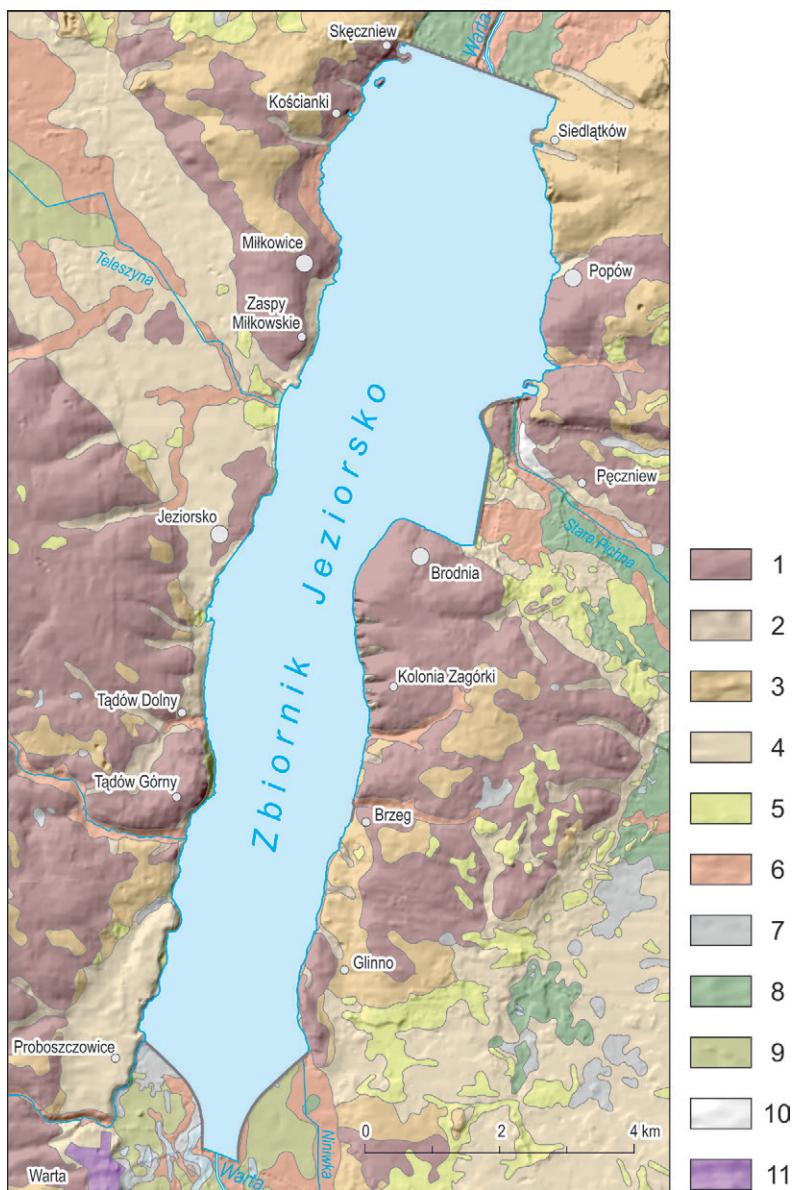 Skęczniew
Warta
Kościanki
Siedlątków
Miłkowice
Popów
Teleszyna
Zaspy
Miłkowskie
Zbiornik Jeziorsko
Pęczniew
Jeziorsko
Stara Pichna
Brodnia
Kolonia Zagórki
Tądów Dolny
Tądów Górny
Brzeg
Glinno
Proboszczowice
Niniwka
Warta
Warta
0 2 4 km
1
2
3
4
5
6
7
8
9
10
11